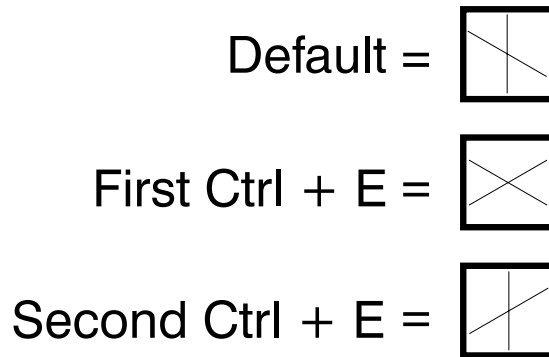 Default =
First Ctrl + E =
Second Ctrl + E =